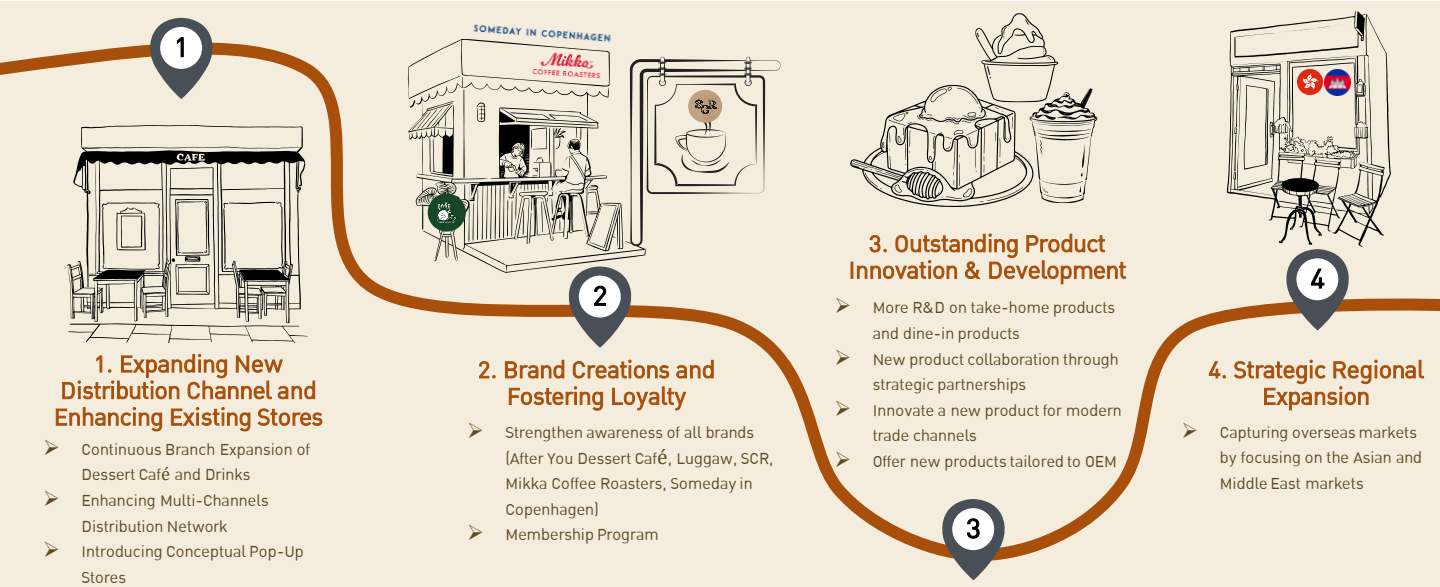 1
CAFE
1. Expanding New
Distribution Channel and
Enhancing Existing Stores
➢ Continuous Branch Expansion of
Dessert Café and Drinks
➢ Enhancing Multi-Channels
Distribution Network
➢ Introducing Conceptual Pop-Up
Stores
SOMEDAY IN COPENHAGEN
Mikka
COFFEE ROASTERS
SCR
2
2. Brand Creations and
Fostering Loyalty
➢ Strengthen awareness of all brands
(After You Dessert Café, Luggaw, SCR,
Mikka Coffee Roasters, Someday in
Copenhagen)
➢ Membership Program
3. Outstanding Product
Innovation & Development
➢ More R&D on take-home products
and dine-in products
➢ New product collaboration through
strategic partnerships
➢ Innovate a new product for modern
trade channels
➢ Offer new products tailored to OEM
3
4
4. Strategic Regional
Expansion
➢ Capturing overseas markets
by focusing on the Asian and
Middle East markets